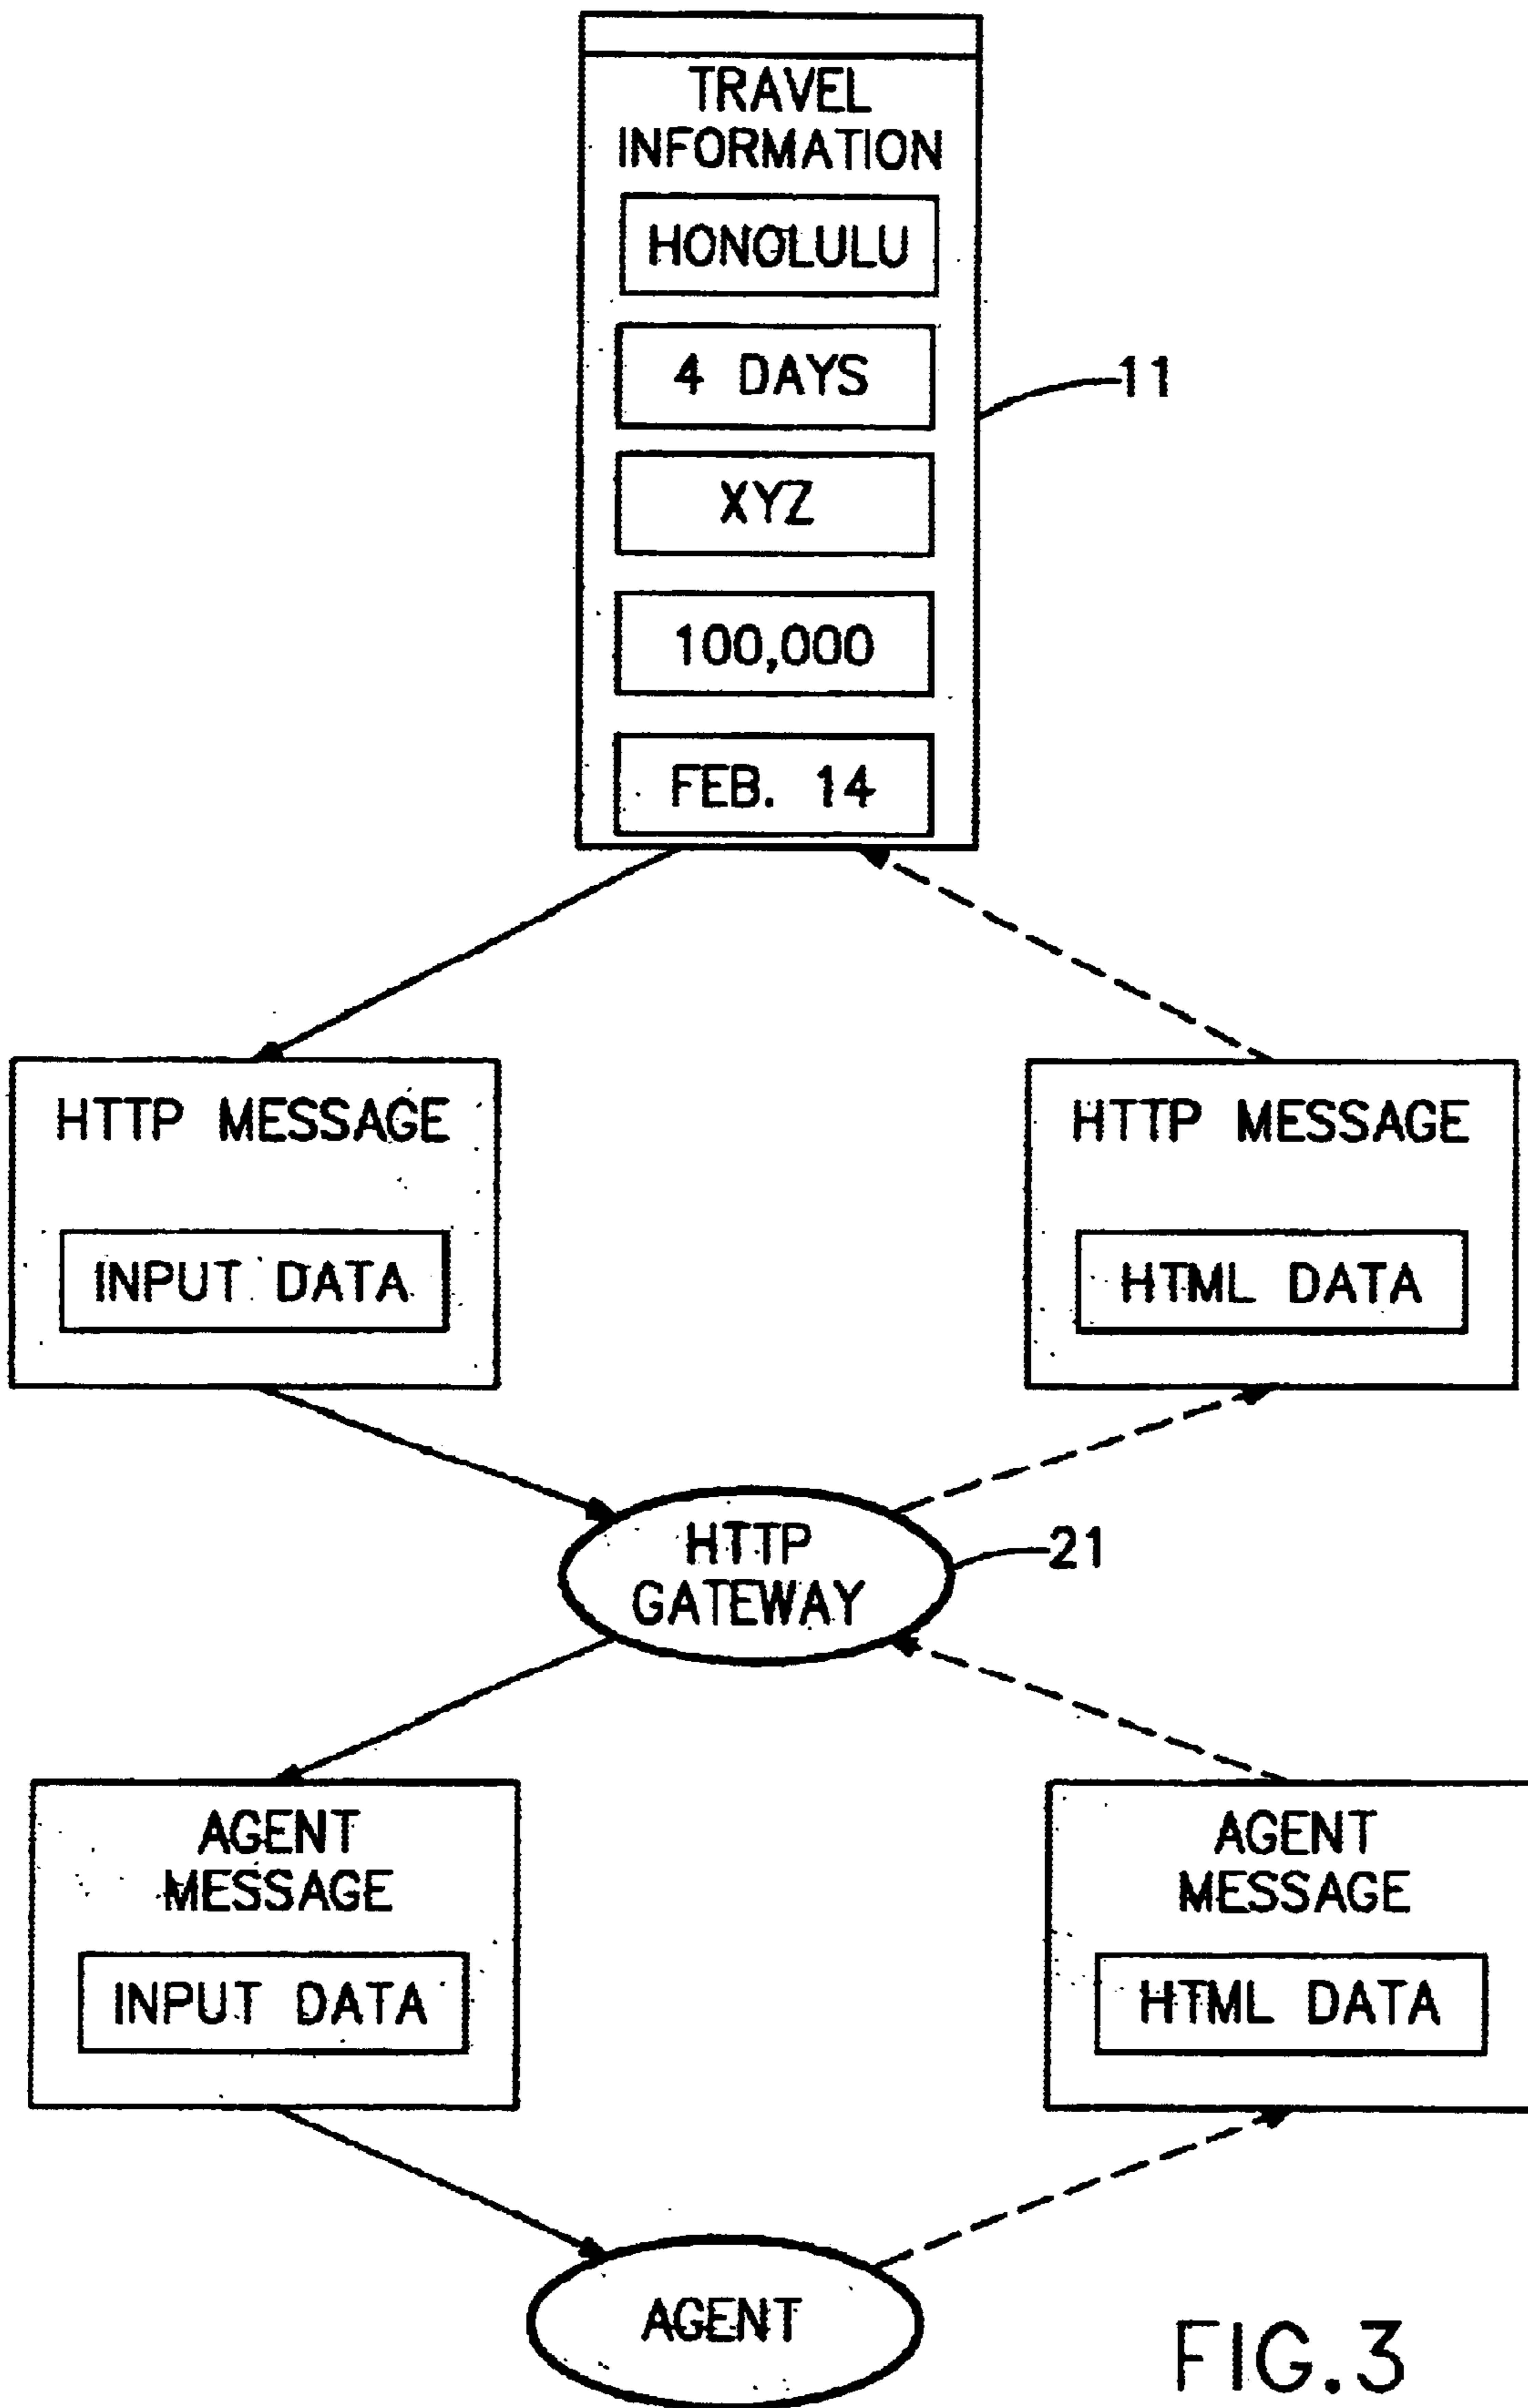 TRAVEL
INFORMATION
HONOLULU
4 DAYS
11
XYZ
100,000
FEB. 14
HTTP MESSAGE
INPUT DATA
HTTP MESSAGE
HTML DATA
HTTP
GATEWAY
21
AGENT
MESSAGE
INPUT DATA
AGENT
MESSAGE
HTML DATA
AGENT
FIG.3